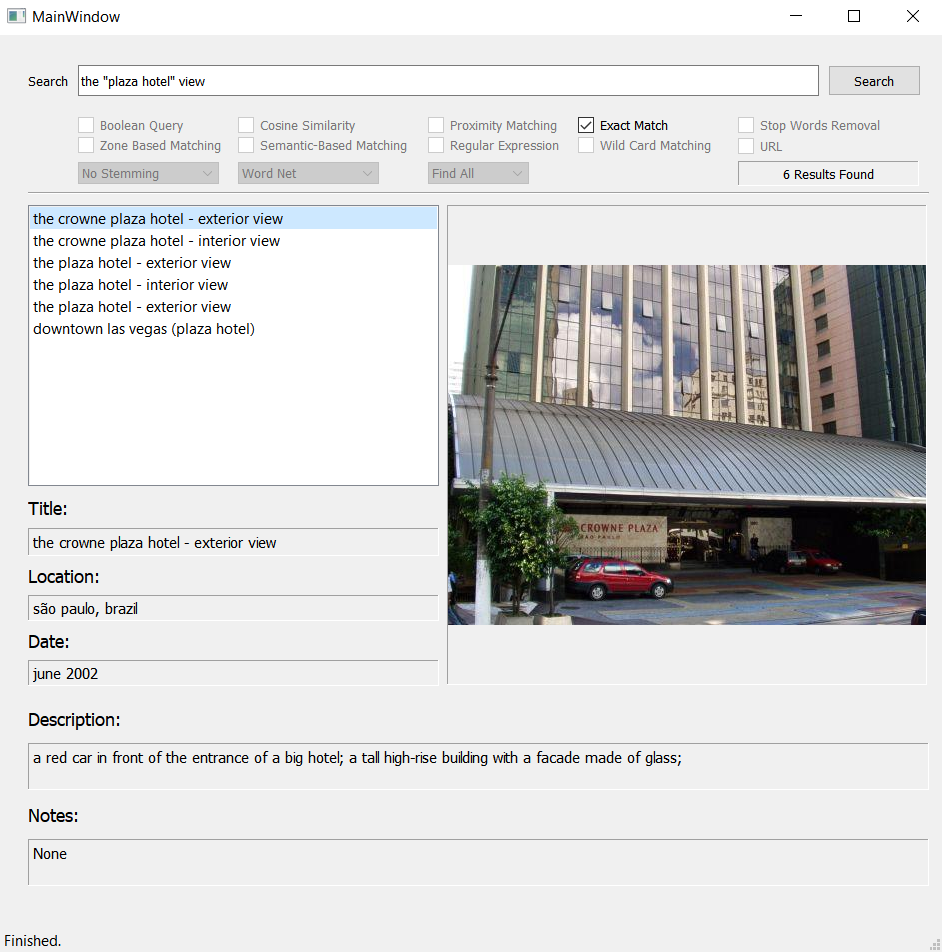 MainWindow
Search the "plaza hotel" view Search
Boolean Query Cosine Similarity Proximity Matching Exact Match Stop Words Removal
Zone Based Matching Semantic-Based Matching Regular Expression Wild Card Matching URL
No Stemming Word Net Find All 6 Results Found
the crowne plaza hotel - exterior view
the crowne plaza hotel - interior view
the plaza hotel - exterior view
the plaza hotel - interior view
the plaza hotel - exterior view
downtown las vegas (plaza hotel)
CROWNE PLAZA
SÃO PAULO
Title:
the crowne plaza hotel - exterior view
Location:
são paulo, brazil
Date:
june 2002
Description:
a red car in front of the entrance of a big hotel; a tall high-rise building with a facade made of glass;
Notes:
None
Finished.